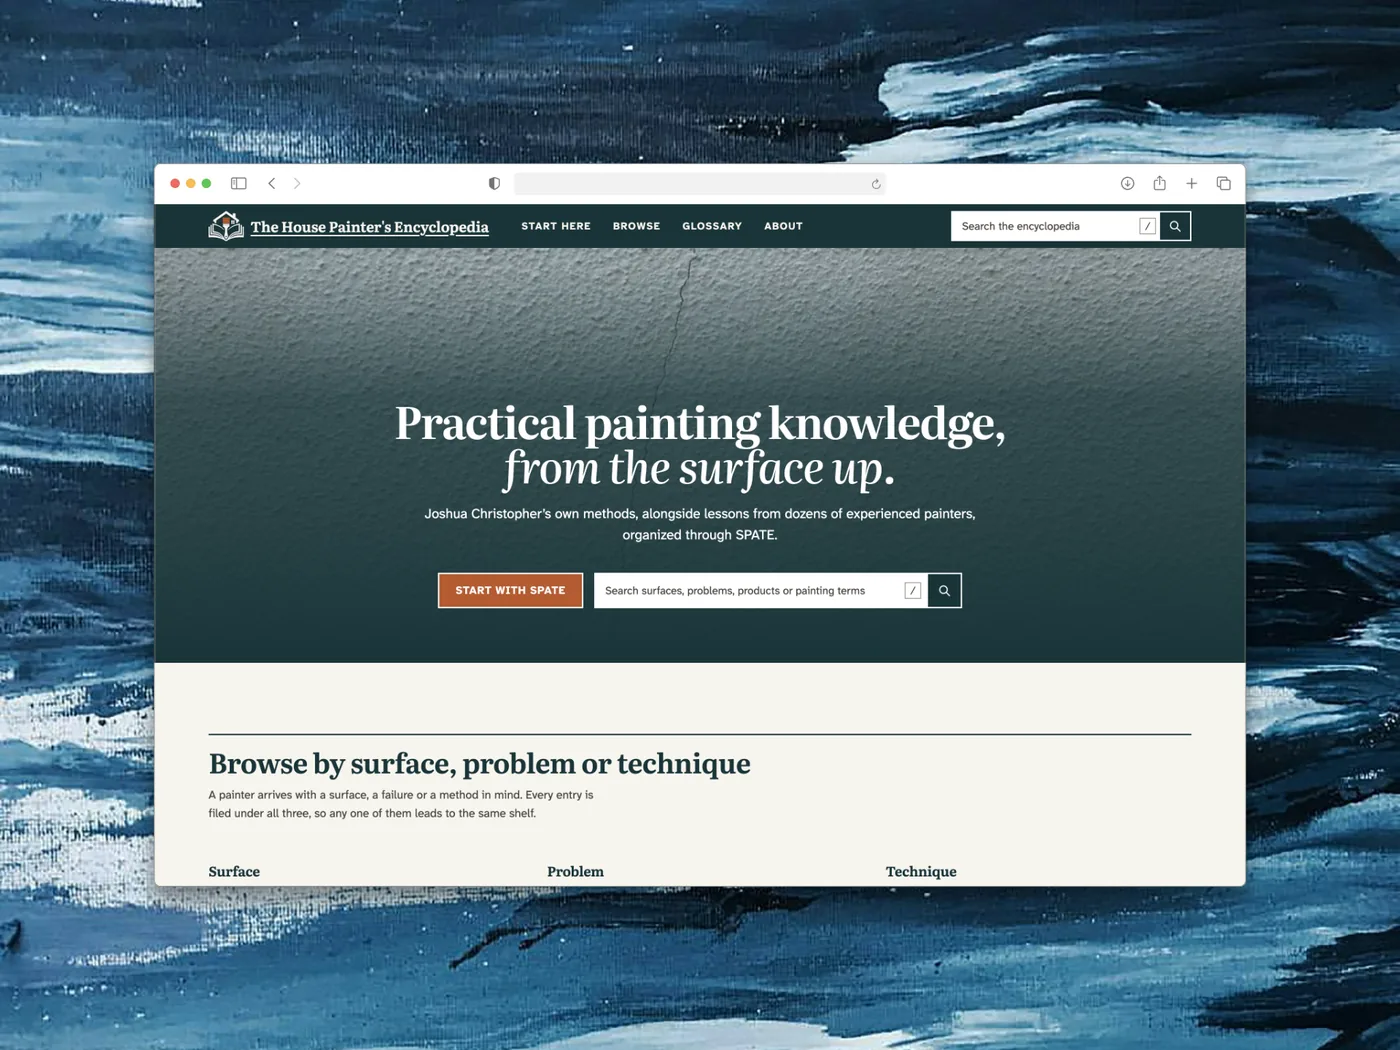 The House Painter's Encyclopedia
START HERE
BROWSE
GLOSSARY
ABOUT
Search the encyclopedia
/
Practical painting knowledge,
from the surface up.
Joshua Christopher's own methods, alongside lessons from dozens of experienced painters,
organized through SPATE.
START WITH SPATE
Search surfaces, problems, products or painting terms
/
Browse by surface, problem or technique
A painter arrives with a surface, a failure or a method in mind. Every entry is
filed under all three, so any one of them leads to the same shelf.
Surface
Problem
Technique